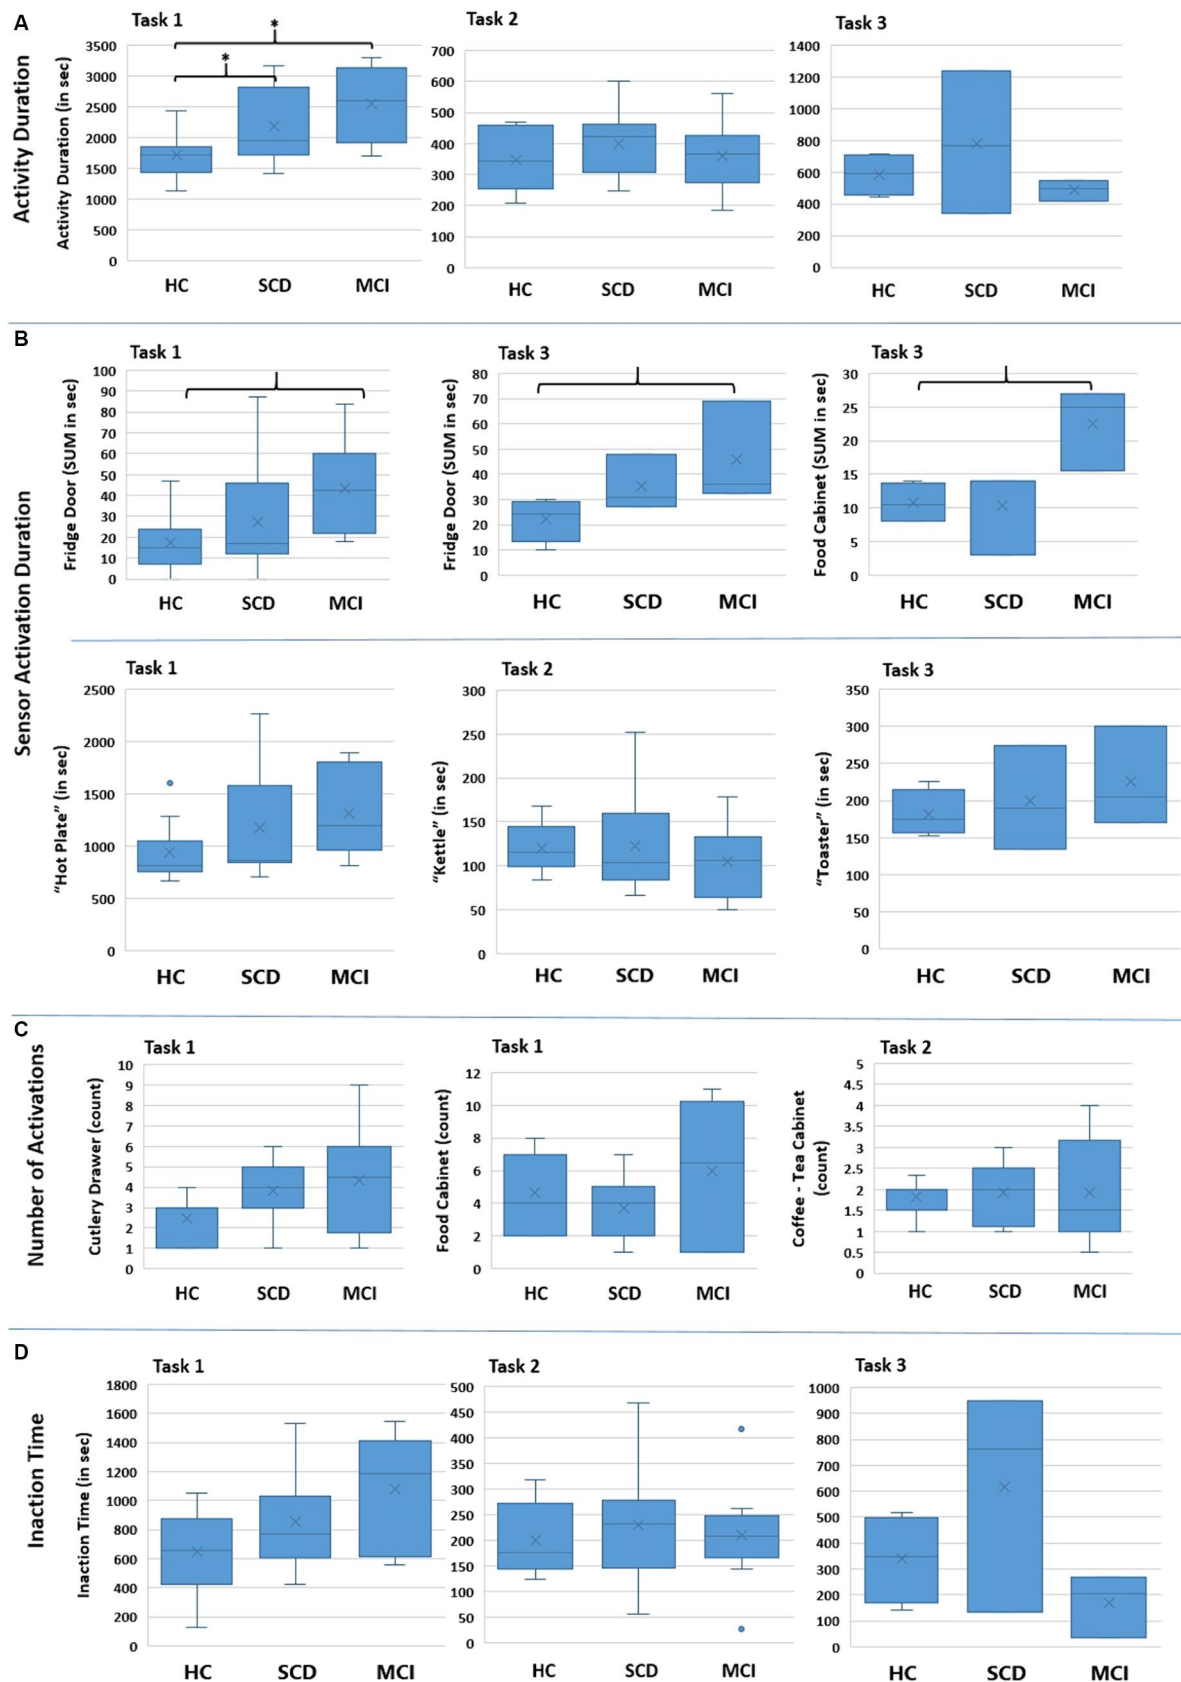 A
Activity Duration
Task 1
Activity Duration (in sec)
3500
3000
2500
2000
1500
1000
500
0
*
*
HC SCD MCI
Task 2
700
600
500
400
300
200
100
0
HC SCD MCI
Task 3
1400
1200
1000
800
600
400
200
0
HC SCD MCI
B
Sensor Activation Duration
Task 1
Fridge Door (SUM in sec)
100
90
80
70
60
50
40
30
20
10
0
HC SCD MCI
Task 3
Fridge Door (SUM in sec)
80
70
60
50
40
30
20
10
0
HC SCD MCI
Task 3
Food Cabinet (SUM in sec)
30
25
20
15
10
5
0
HC SCD MCI
Task 1
“Hot Plate” (in sec)
2500
2000
1500
1000
500
0
HC SCD MCI
Task 2
“Kettle” (in sec)
300
250
200
150
100
50
0
HC SCD MCI
Task 3
“Toaster” (in sec)
350
300
250
200
150
100
50
0
HC SCD MCI
C
Number of Activations
Task 1
Cutlery Drawer (count)
10
9
8
7
6
5
4
3
2
1
0
HC SCD MCI
Task 1
Food Cabinet (count)
12
10
8
6
4
2
0
HC SCD MCI
Task 2
Coffee - Tea Cabinet
(count)
5
4.5
4
3.5
3
2.5
2
1.5
1
0.5
0
HC SCD MCI
D
Inaction Time
Task 1
Inaction Time (in sec)
1800
1600
1400
1200
1000
800
600
400
200
0
HC SCD MCI
Task 2
500
450
400
350
300
250
200
150
100
50
0
HC SCD MCI
Task 3
1000
900
800
700
600
500
400
300
200
100
0
HC SCD MCI